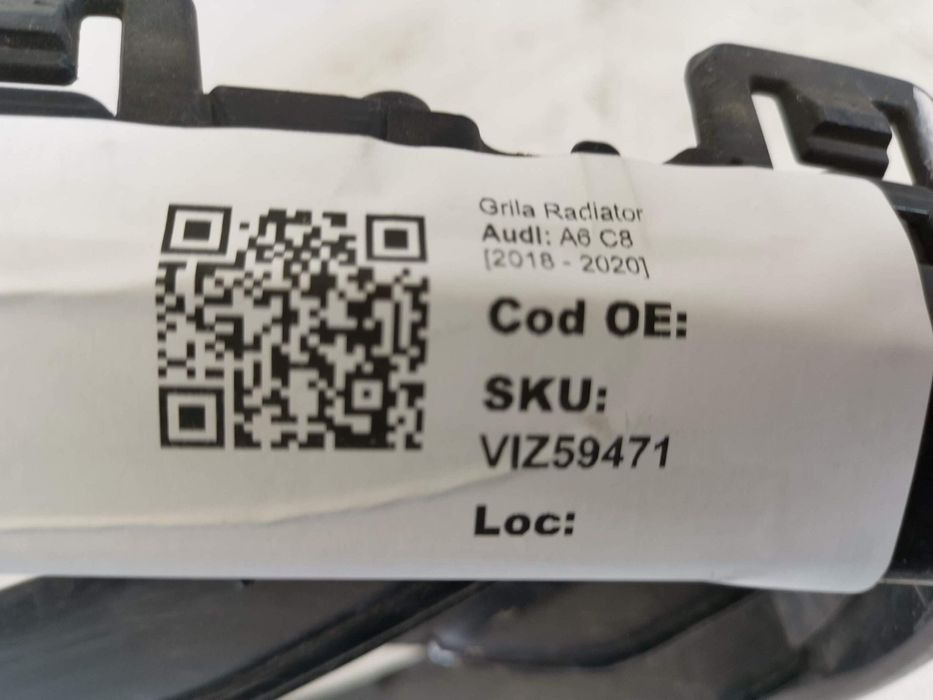 Grila Radiator
Audi: A6 C8
[2018 - 2020]
Cod OE:
SKU:
VIZ59471
Loc: